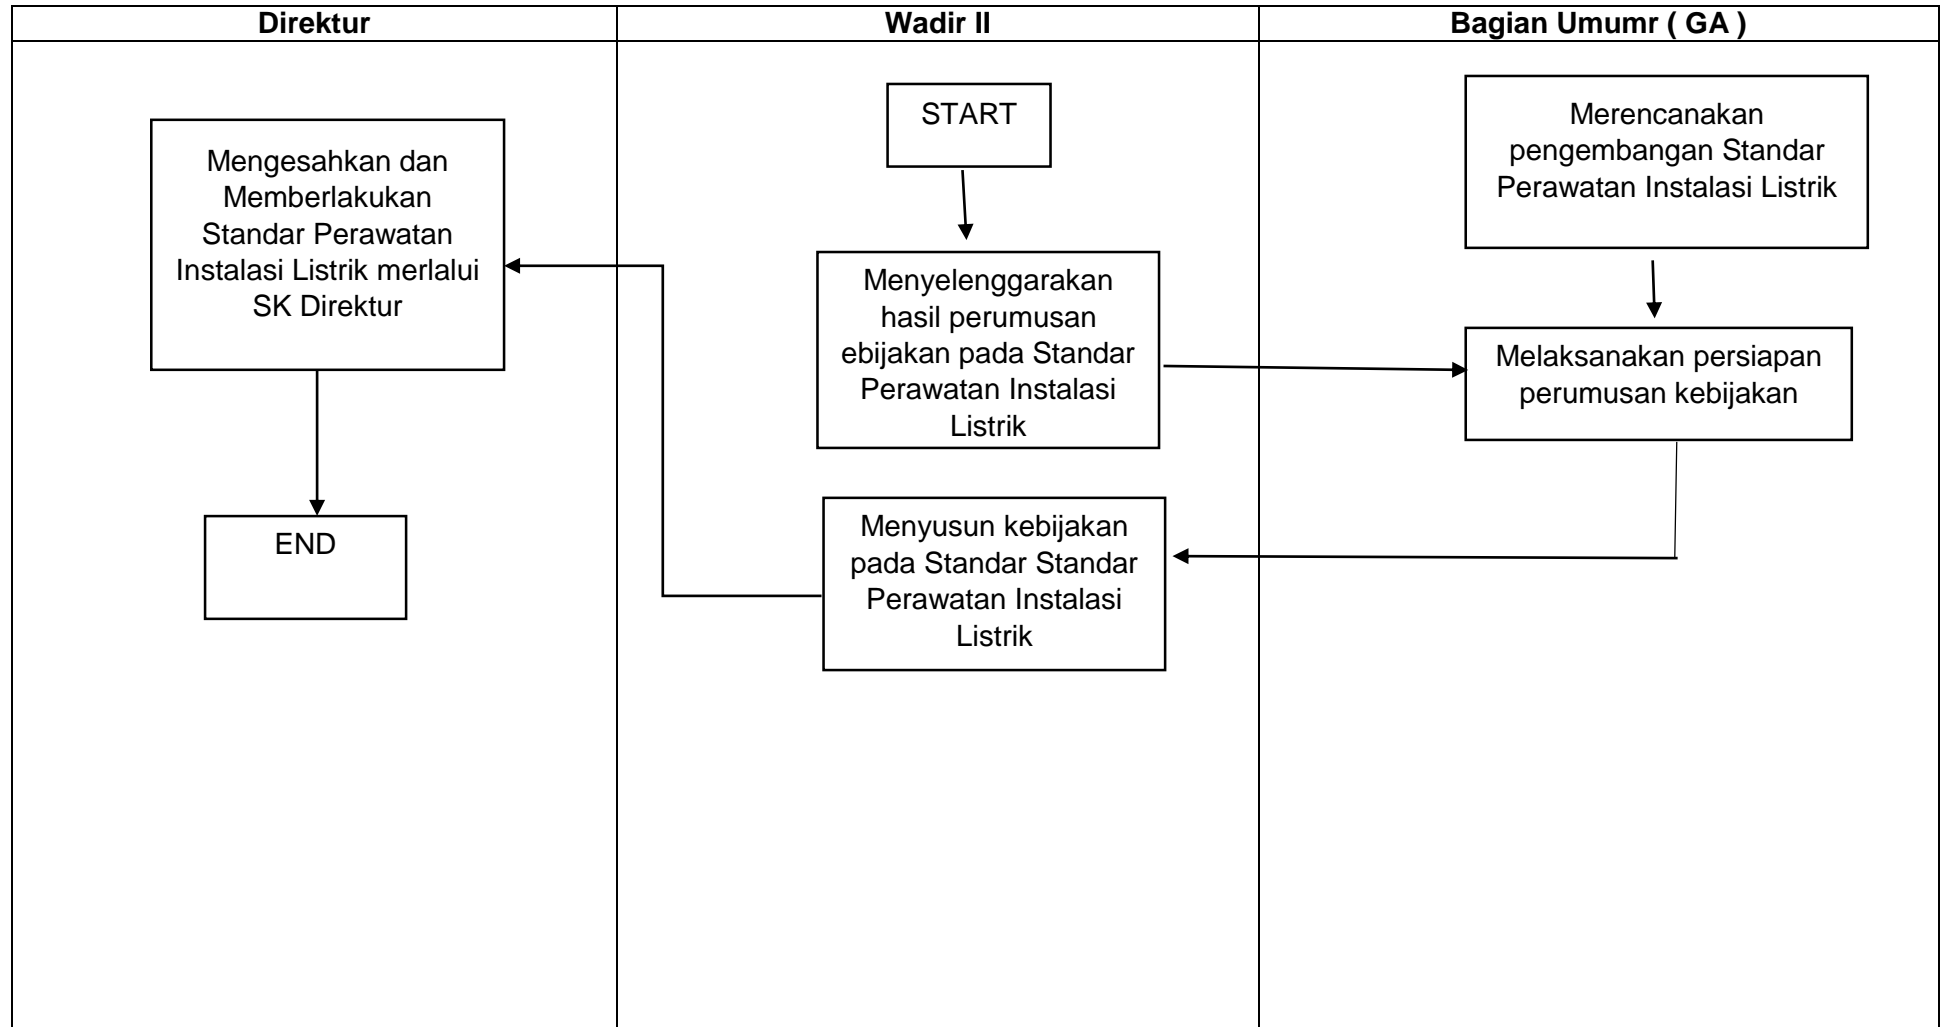 Direktur
Wadir II
Bagian Umumr ( GA )
Mengesahkan dan
Memberlakukan
Standar Perawatan
Instalasi Listrik merlalui
SK Direktur
END
START
Menyelenggarakan
hasil perumusan
ebijakan pada Standar
Perawatan Instalasi
Listrik
Menyusun kebijakan
pada Standar Standar
Perawatan Instalasi
Listrik
Merencanakan
pengembangan Standar
Perawatan Instalasi Listrik
Melaksanakan persiapan
perumusan kebijakan